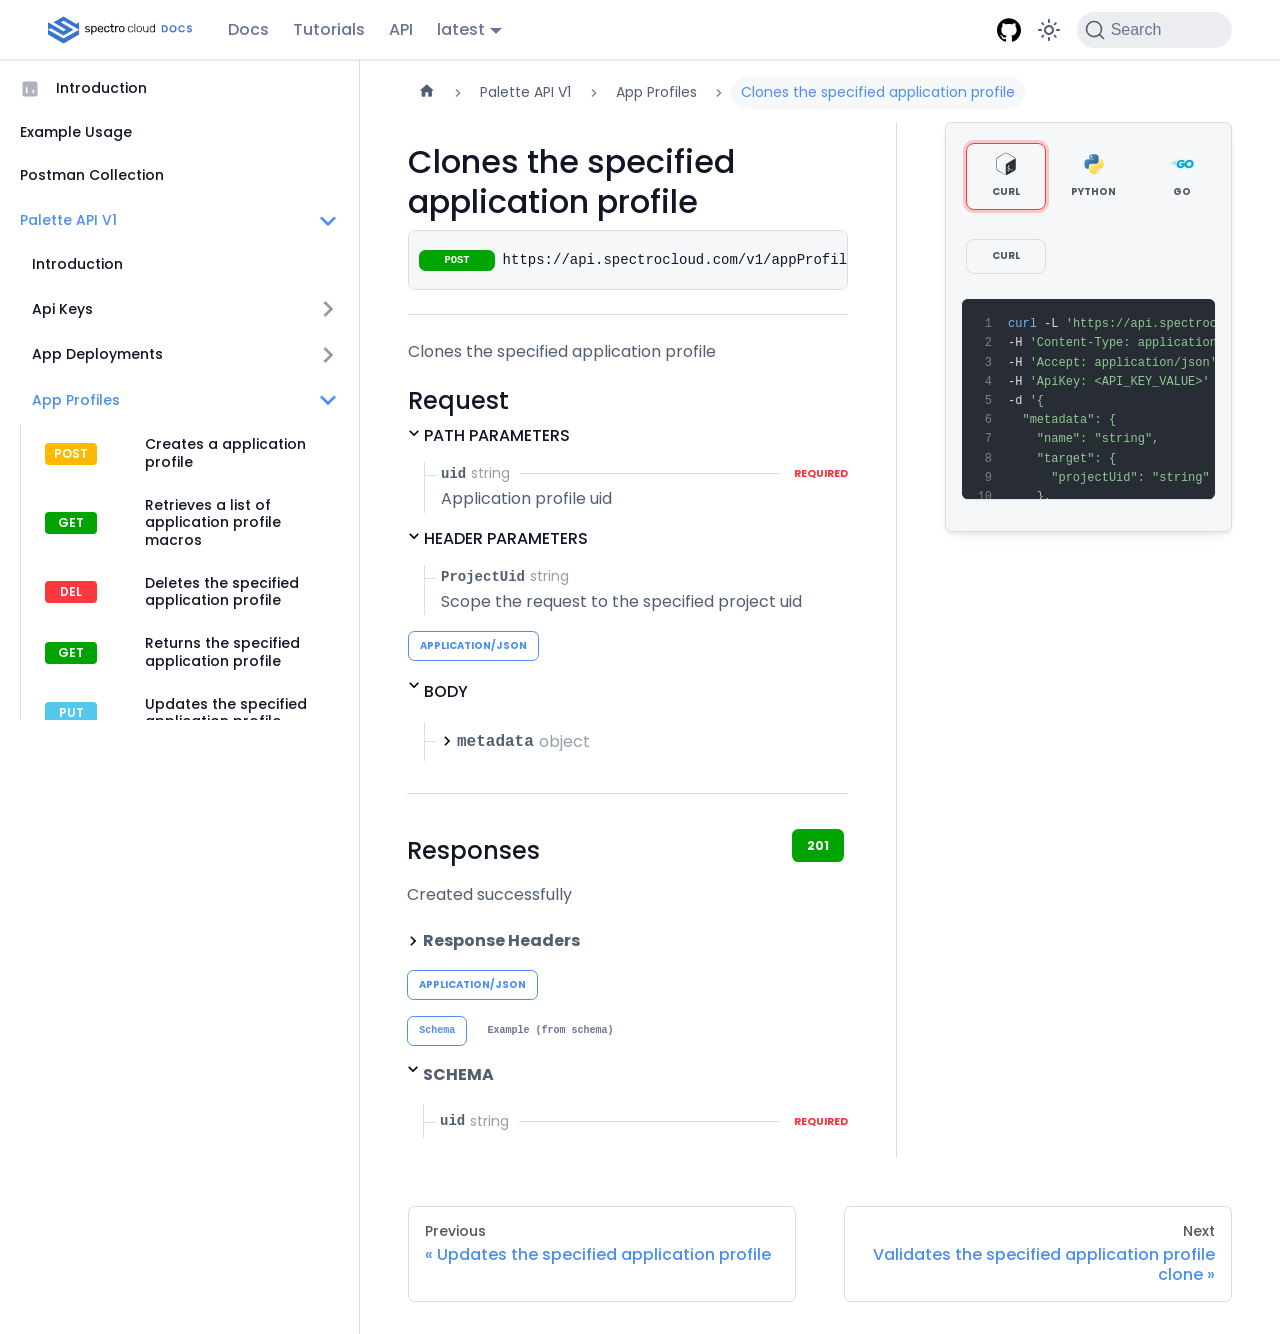 spectro cloud DOCS
Docs
Tutorials
API
latest
Search
Introduction
Example Usage
Postman Collection
Palette API V1
Introduction
Api Keys
App Deployments
App Profiles
POST
Creates a application
profile
GET
Retrieves a list of
application profile
macros
DEL
Deletes the specified
application profile
GET
Returns the specified
application profile
PUT
Updates the specified
application profile
Palette API V1
App Profiles
Clones the specified application profile
Clones the specified
application profile
POST https://api.spectrocloud.com/v1/appProfil
Clones the specified application profile
Request
PATH PARAMETERS
uid string REQUIRED
Application profile uid
HEADER PARAMETERS
ProjectUid string
Scope the request to the specified project uid
APPLICATION/JSON
BODY
metadata object
Responses
201
Created successfully
Response Headers
APPLICATION/JSON
Schema
Example (from schema)
SCHEMA
uid string REQUIRED
CURL
PYTHON
GO
CURL
1 curl -L 'https://api.spectroc
2 -H 'Content-Type: application
3 -H 'Accept: application/json'
4 -H 'ApiKey: <API_KEY_VALUE>'
5 -d '{
6 "metadata": {
7 "name": "string",
8 "target": {
9 "projectUid": "string"
10 },
Previous
« Updates the specified application profile
Next
Validates the specified application profile
clone »